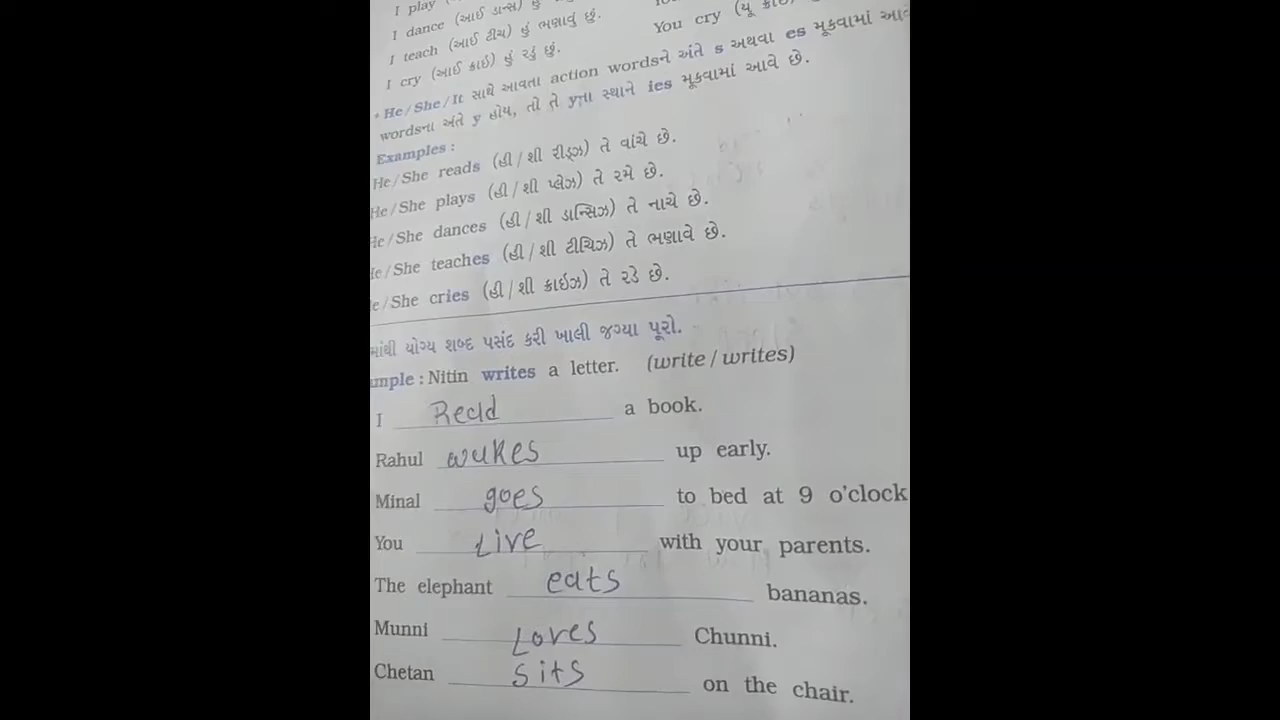 I play
I dance (આઈ ડાન્સ) હું
I teach (આઈ ટીચ) હું ભણાવું છું.
I cry (આઈ ક્રાઇ) હું રડું છું.
You cry (યૂ ક્રાઇ)
* He/She/It સાથે આવતા action wordsને અંતે s અથવા es મૂકવામાં આવે
wordsના અંતે y હોય, તો તે yના સ્થાને ies મૂકવામાં આવે છે.
Examples :
He/She reads (હી/શી રીડ્ઝ) તે વાંચે છે.
He/She plays (હી/શી પ્લેઝ) તે રમે છે.
He/She dances (હી/શી ડાન્સિઝ) તે નાચે છે.
He/She teaches (હી/શી ટીચિઝ) તે ભણાવે છે.
He/She cries (હી/શી ક્રાઇઝ) તે રડે છે.
માંથી યોગ્ય શબ્દ પસંદ કરી ખાલી જગ્યા પૂરો.
mple : Nitin writes a letter. (write / writes)
I Read a book.
Rahul wakes up early.
Minal goes to bed at 9 o'clock
You Live with your parents.
The elephant eats bananas.
Munni Loves Chunni.
Chetan sits on the chair.